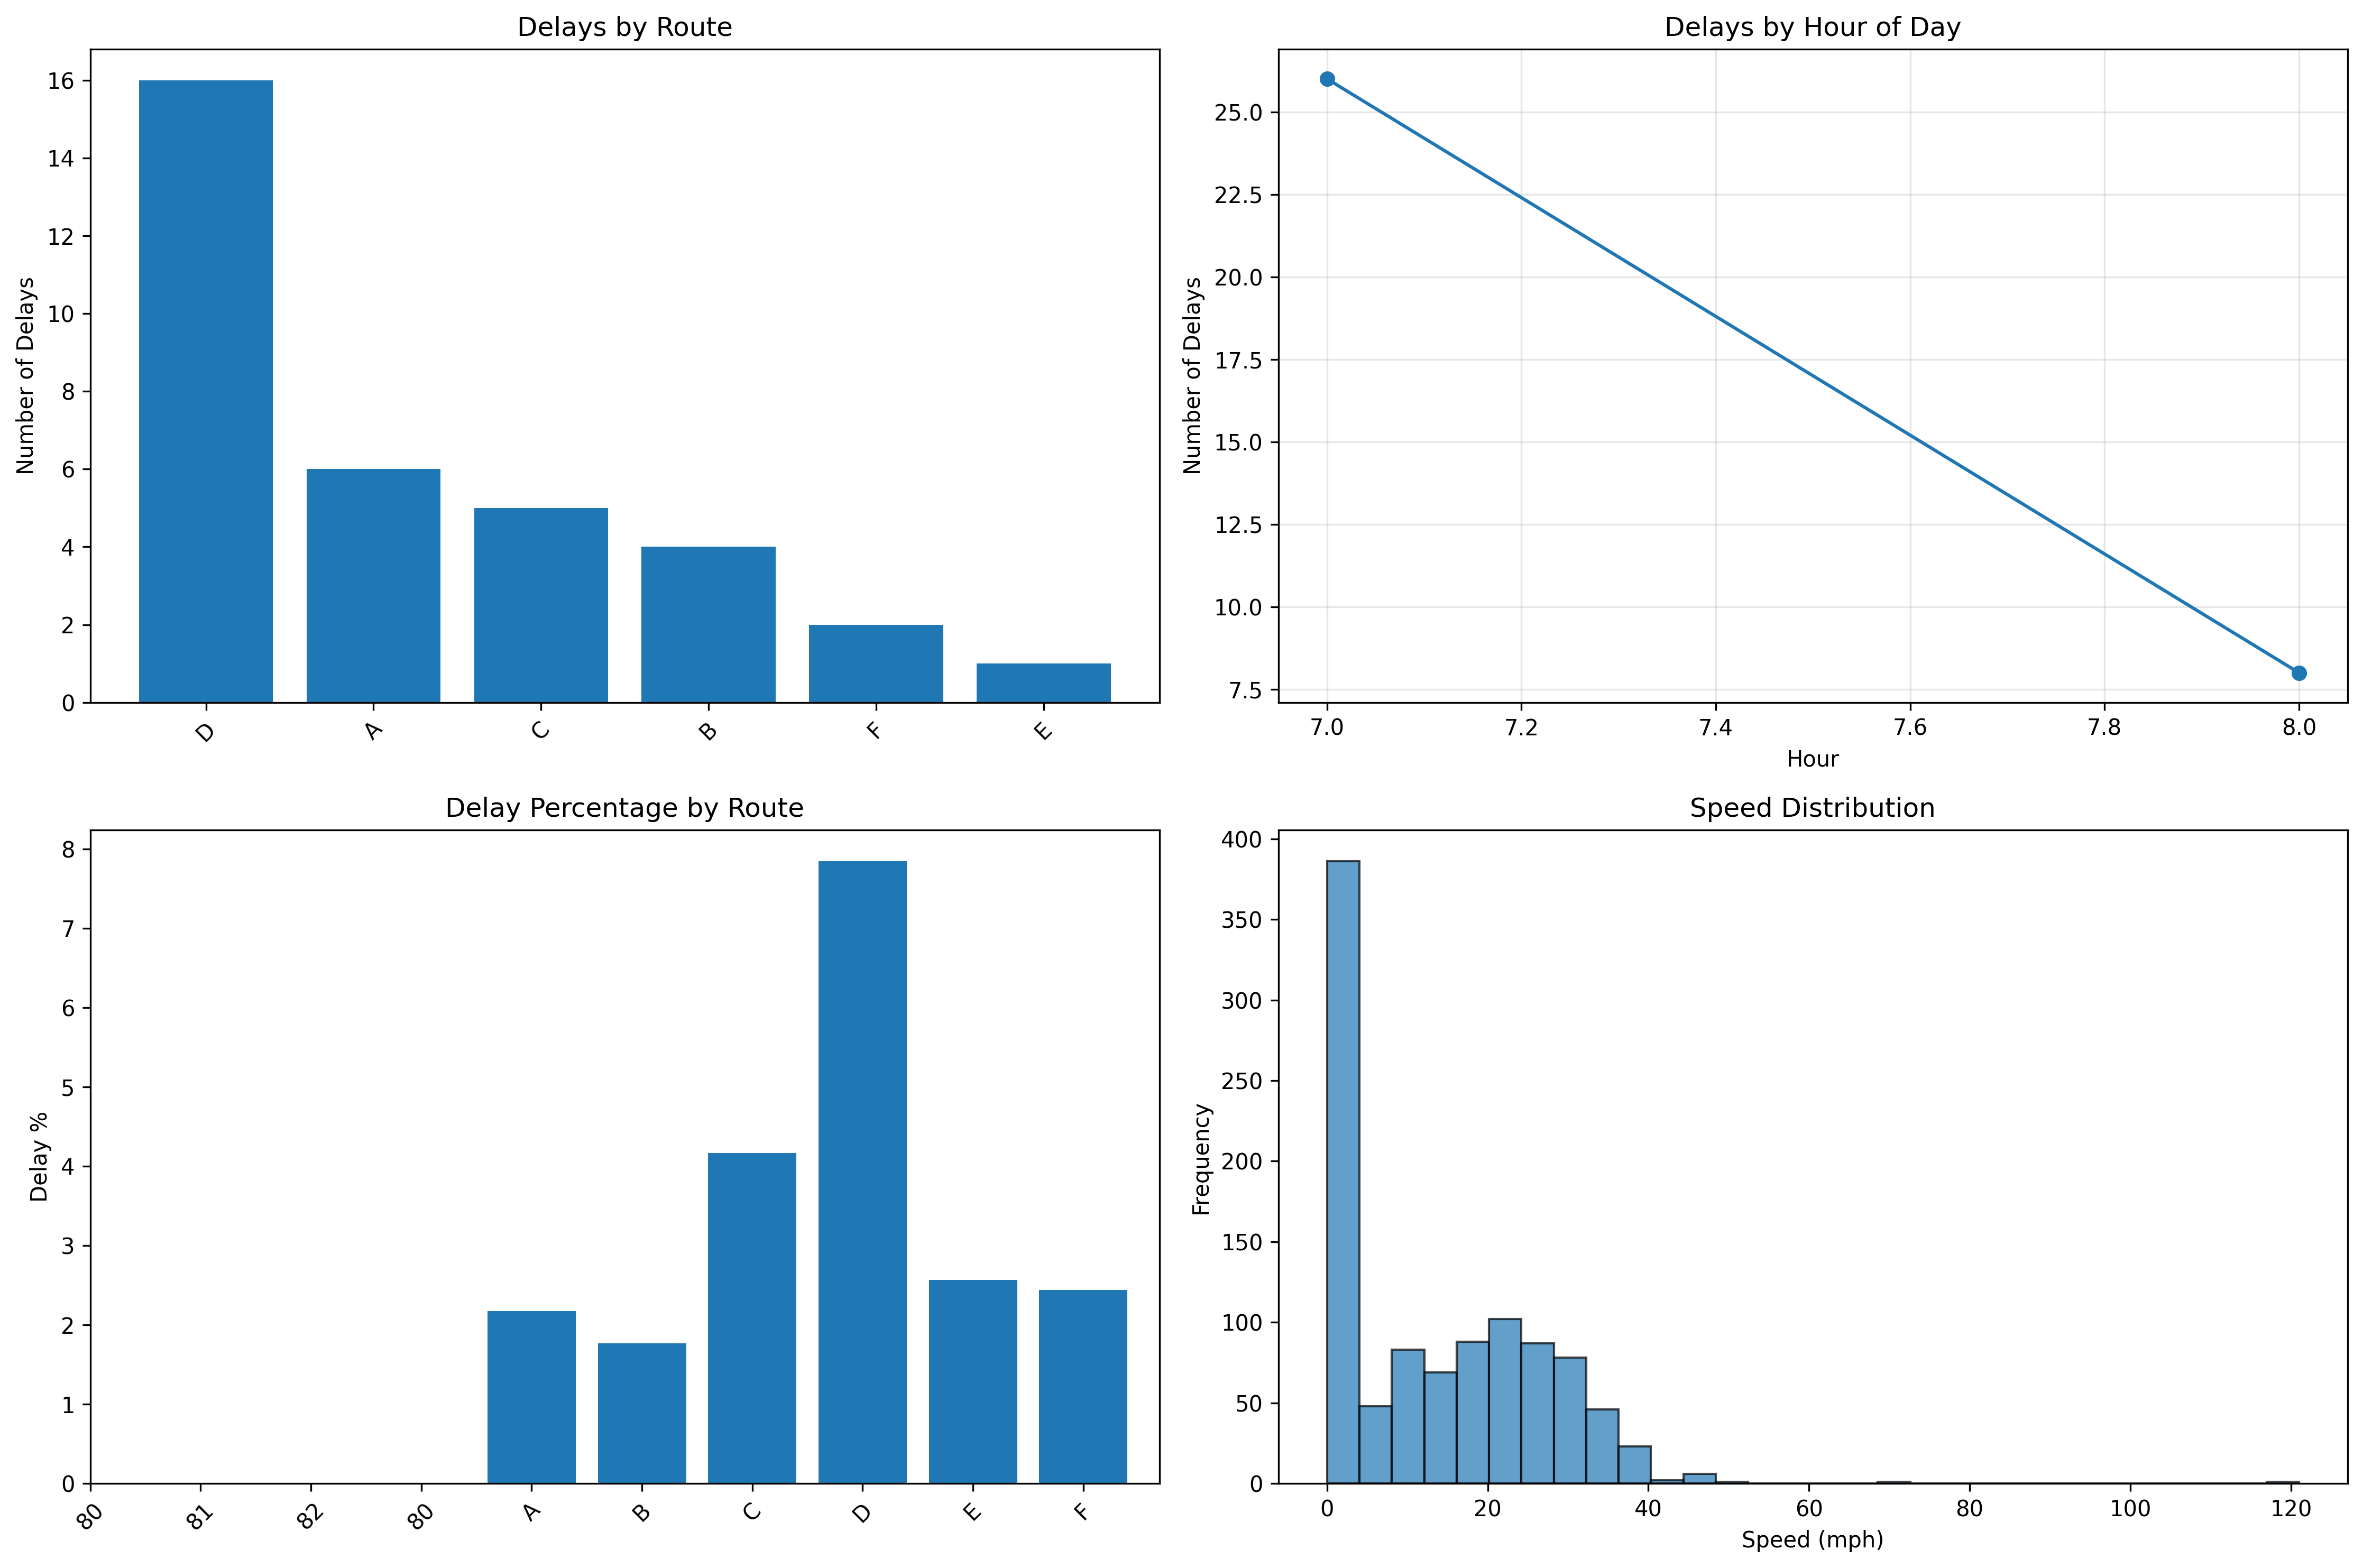 Delays by Route
Number of Delays
16
14
12
10
8
6
4
2
0
D A C B F E
Delays by Hour of Day
Number of Delays
25.0
22.5
20.0
17.5
15.0
12.5
10.0
7.5
7.0 7.2 7.4 7.6 7.8 8.0
Hour
Delay Percentage by Route
Delay %
8
7
6
5
4
3
2
1
0
80 81 82 80 A B C D E F
Speed Distribution
Frequency
400
350
300
250
200
150
100
50
0
0 20 40 60 80 100 120
Speed (mph)